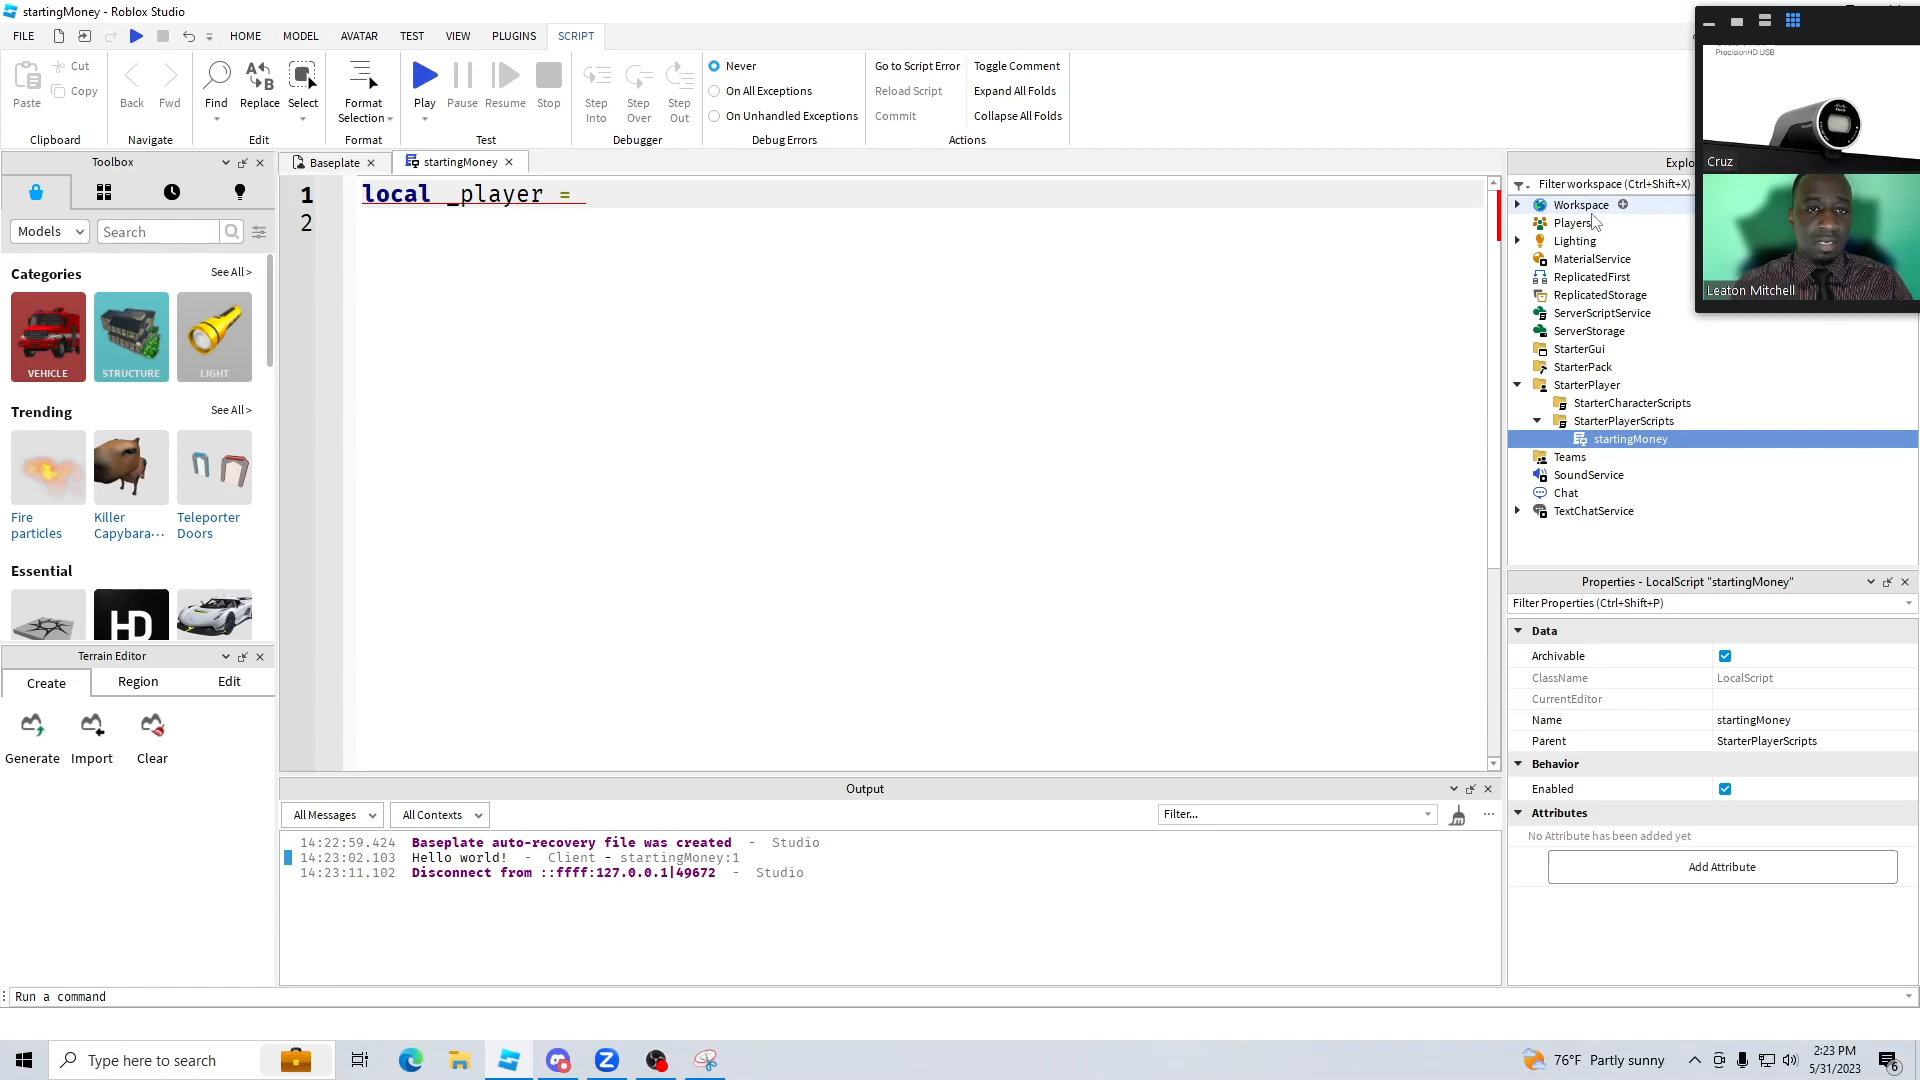 startingMoney - Roblox Studio
FILE HOME MODEL AVATAR TEST VIEW PLUGINS SCRIPT
Paste Cut Copy Clipboard
Back Fwd Navigate
Find Replace Select Edit
Format Selection Format
Play Pause Resume Stop Test
Step Into Step Over Step Out Debugger
Never
On All Exceptions
On Unhandled Exceptions
Debug Errors
Go to Script Error Toggle Comment
Reload Script Expand All Folds
Commit Collapse All Folds
Actions
PrecisionHD USB
CISCO
Cruz
Leaton Mitchell
Toolbox
Models Search
Categories See All >
VEHICLE STRUCTURE LIGHT
Trending See All >
Fire particles
Killer Capybara···
Teleporter Doors
Essential
HD
Terrain Editor
Create Region Edit
Generate Import Clear
Baseplate startingMoney
1 local _player =
2
Explo
Filter workspace (Ctrl+Shift+X)
Workspace
Players
Lighting
MaterialService
ReplicatedFirst
ReplicatedStorage
ServerScriptService
ServerStorage
StarterGui
StarterPack
StarterPlayer
StarterCharacterScripts
StarterPlayerScripts
startingMoney
Teams
SoundService
Chat
TextChatService
Properties - LocalScript "startingMoney"
Filter Properties (Ctrl+Shift+P)
Data
Archivable
ClassName LocalScript
CurrentEditor
Name startingMoney
Parent StarterPlayerScripts
Behavior
Enabled
Attributes
No Attribute has been added yet
Add Attribute
Output
All Messages All Contexts Filter...
14:22:59.424 Baseplate auto-recovery file was created - Studio
14:23:02.103 Hello world! - Client - startingMoney:1
14:23:11.102 Disconnect from ::ffff:127.0.0.1|49672 - Studio
Run a command
Type here to search
76°F Partly sunny
2:23 PM
5/31/2023
6